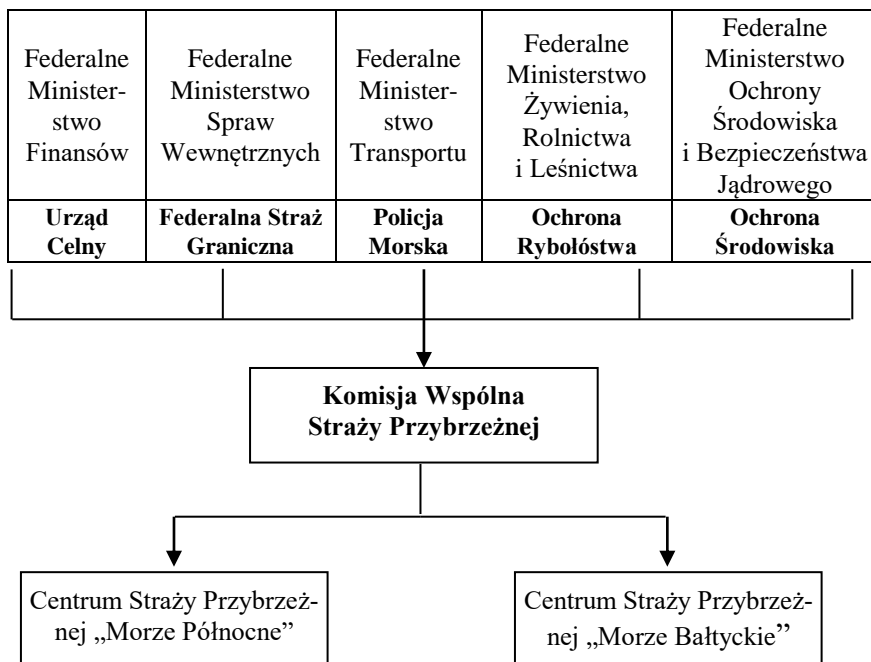 Federalne
Minister-
stwo
Finansów
Federalne
Ministerstwo
Spraw
Wewnętrznych
Federalne
Minister-
stwo
Transportu
Federalne
Ministerstwo
Żywienia,
Rolnictwa
i Leśnictwa
Federalne
Ministerstwo
Ochrony
Środowiska
i Bezpieczeństwa
Jądrowego
Urząd
Celny
Federalna Straż
Graniczna
Policja
Morska
Ochrona
Rybołóstwa
Ochrona
Środowiska
Komisja Wspólna
Straży Przybrzeżnej
Centrum Straży Przybrzeż-
nej „Morze Północne”
Centrum Straży Przybrzeż-
nej „Morze Bałtyckie”